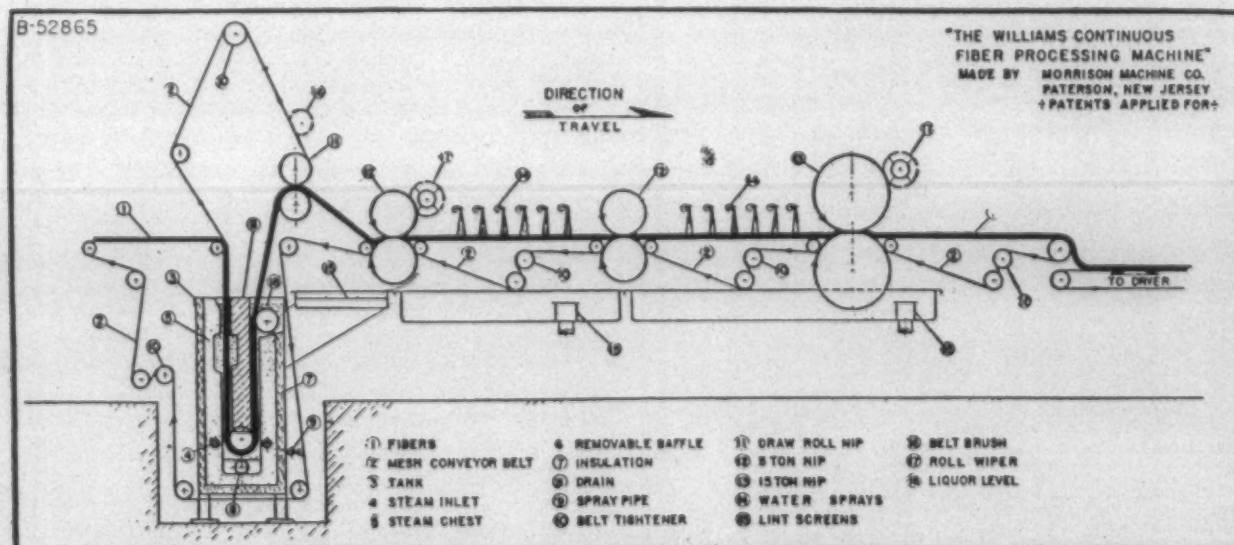 B-52865
"THE WILLIAMS CONTINUOUS
FIBER PROCESSING MACHINE"
MADE BY MORRISON MACHINE CO.
PATERSON, NEW JERSEY
+PATENTS APPLIED FOR+
DIRECTION
OF
TRAVEL
TO DRYER
1 FIBERS
2 MESH CONVEYOR BELT
3 TANK
4 STEAM INLET
5 STEAM CHEST
6 REMOVABLE BAFFLE
7 INSULATION
8 DRAIN
9 SPRAY PIPE
10 BELT TIGHTENER
11 DRAW ROLL NIP
12 5 TON NIP
13 15 TON NIP
14 WATER SPRAYS
15 LINT SCREENS
16 BELT BRUSH
17 ROLL WIPER
18 LIQUOR LEVEL